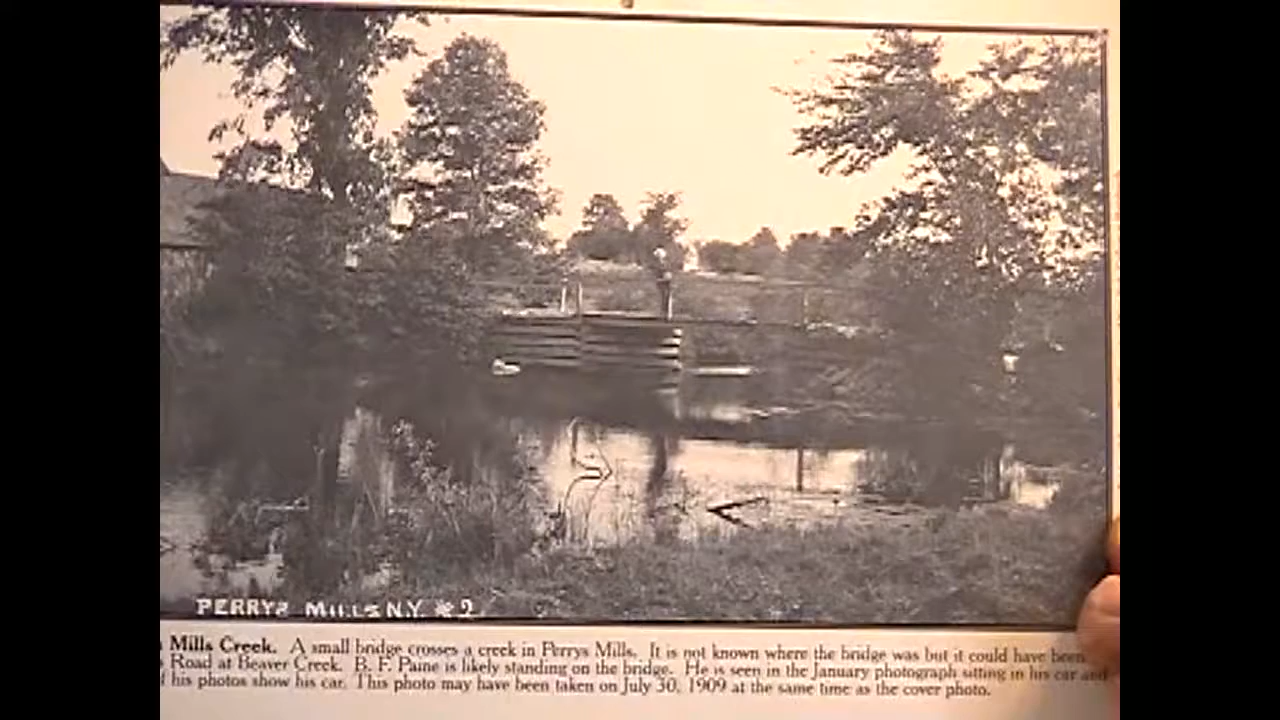 PERRYS MILLS N.Y. #2
Mills Creek. A small bridge crosses a creek in Perrys Mills. It is not known where the bridge was but it could have been
Road at Beaver Creek. B. F. Paine is likely standing on the bridge. He is seen in the January photograph sitting in his car and
his photos show his car. This photo may have been taken on July 30, 1909 at the same time as the cover photo.